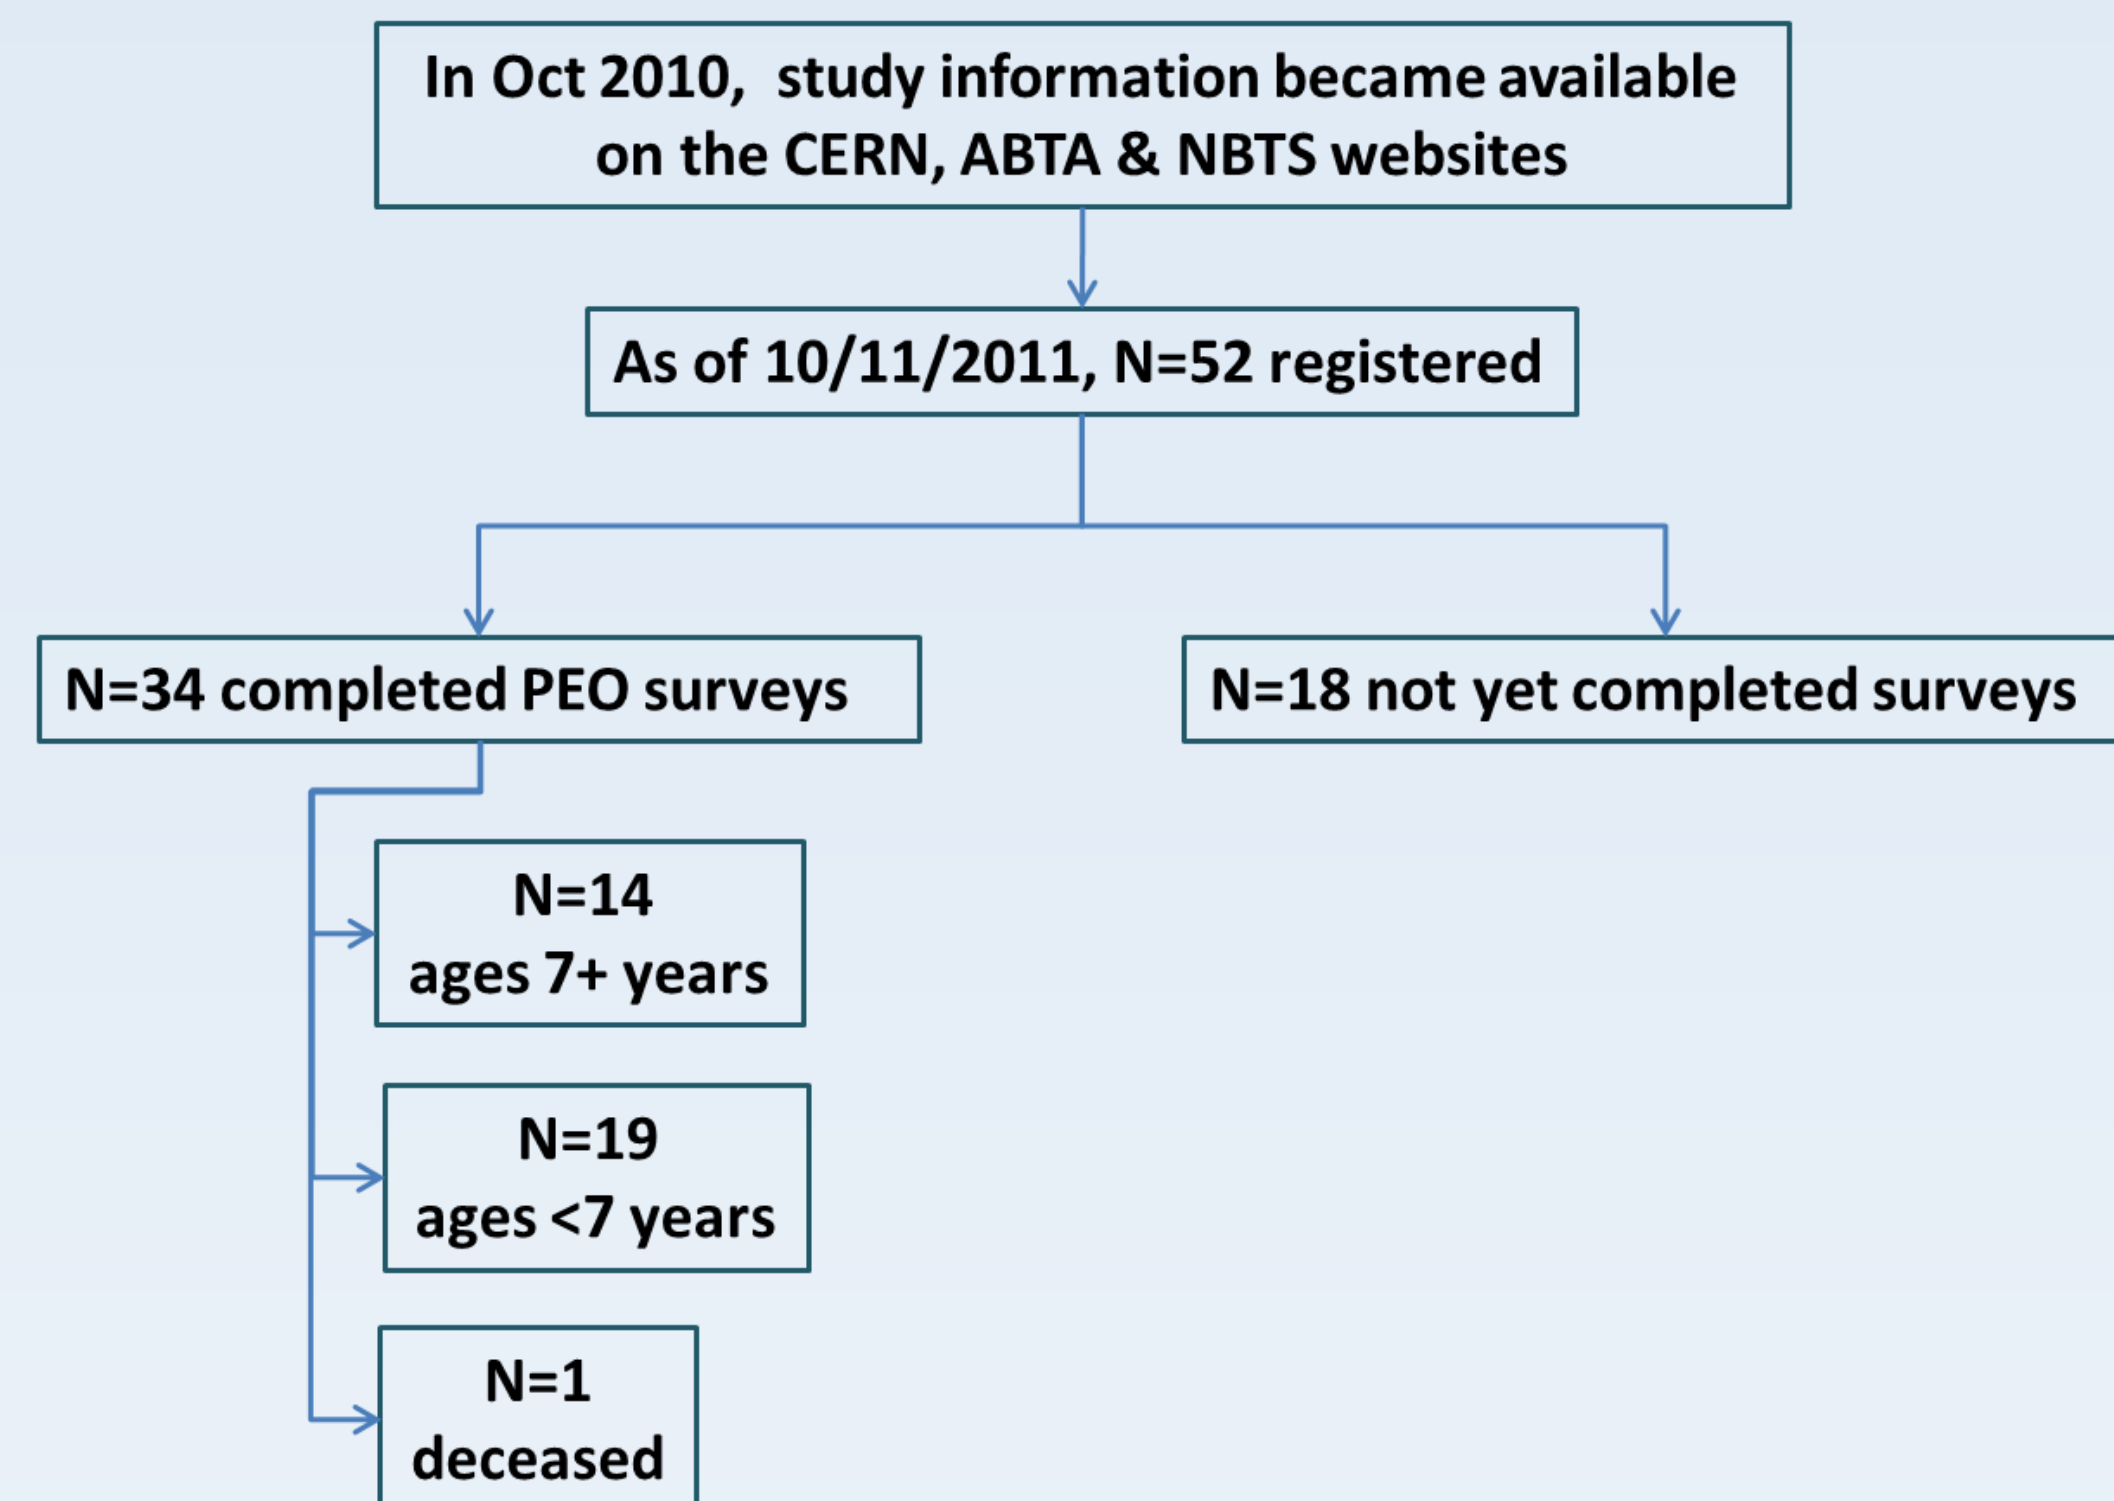 In Oct 2010, study information became available
on the CERN, ABTA & NBTS websites
As of 10/11/2011, N=52 registered
N=34 completed PEO surveys
N=18 not yet completed surveys
N=14
ages 7+ years
N=19
ages <7 years
N=1
deceased